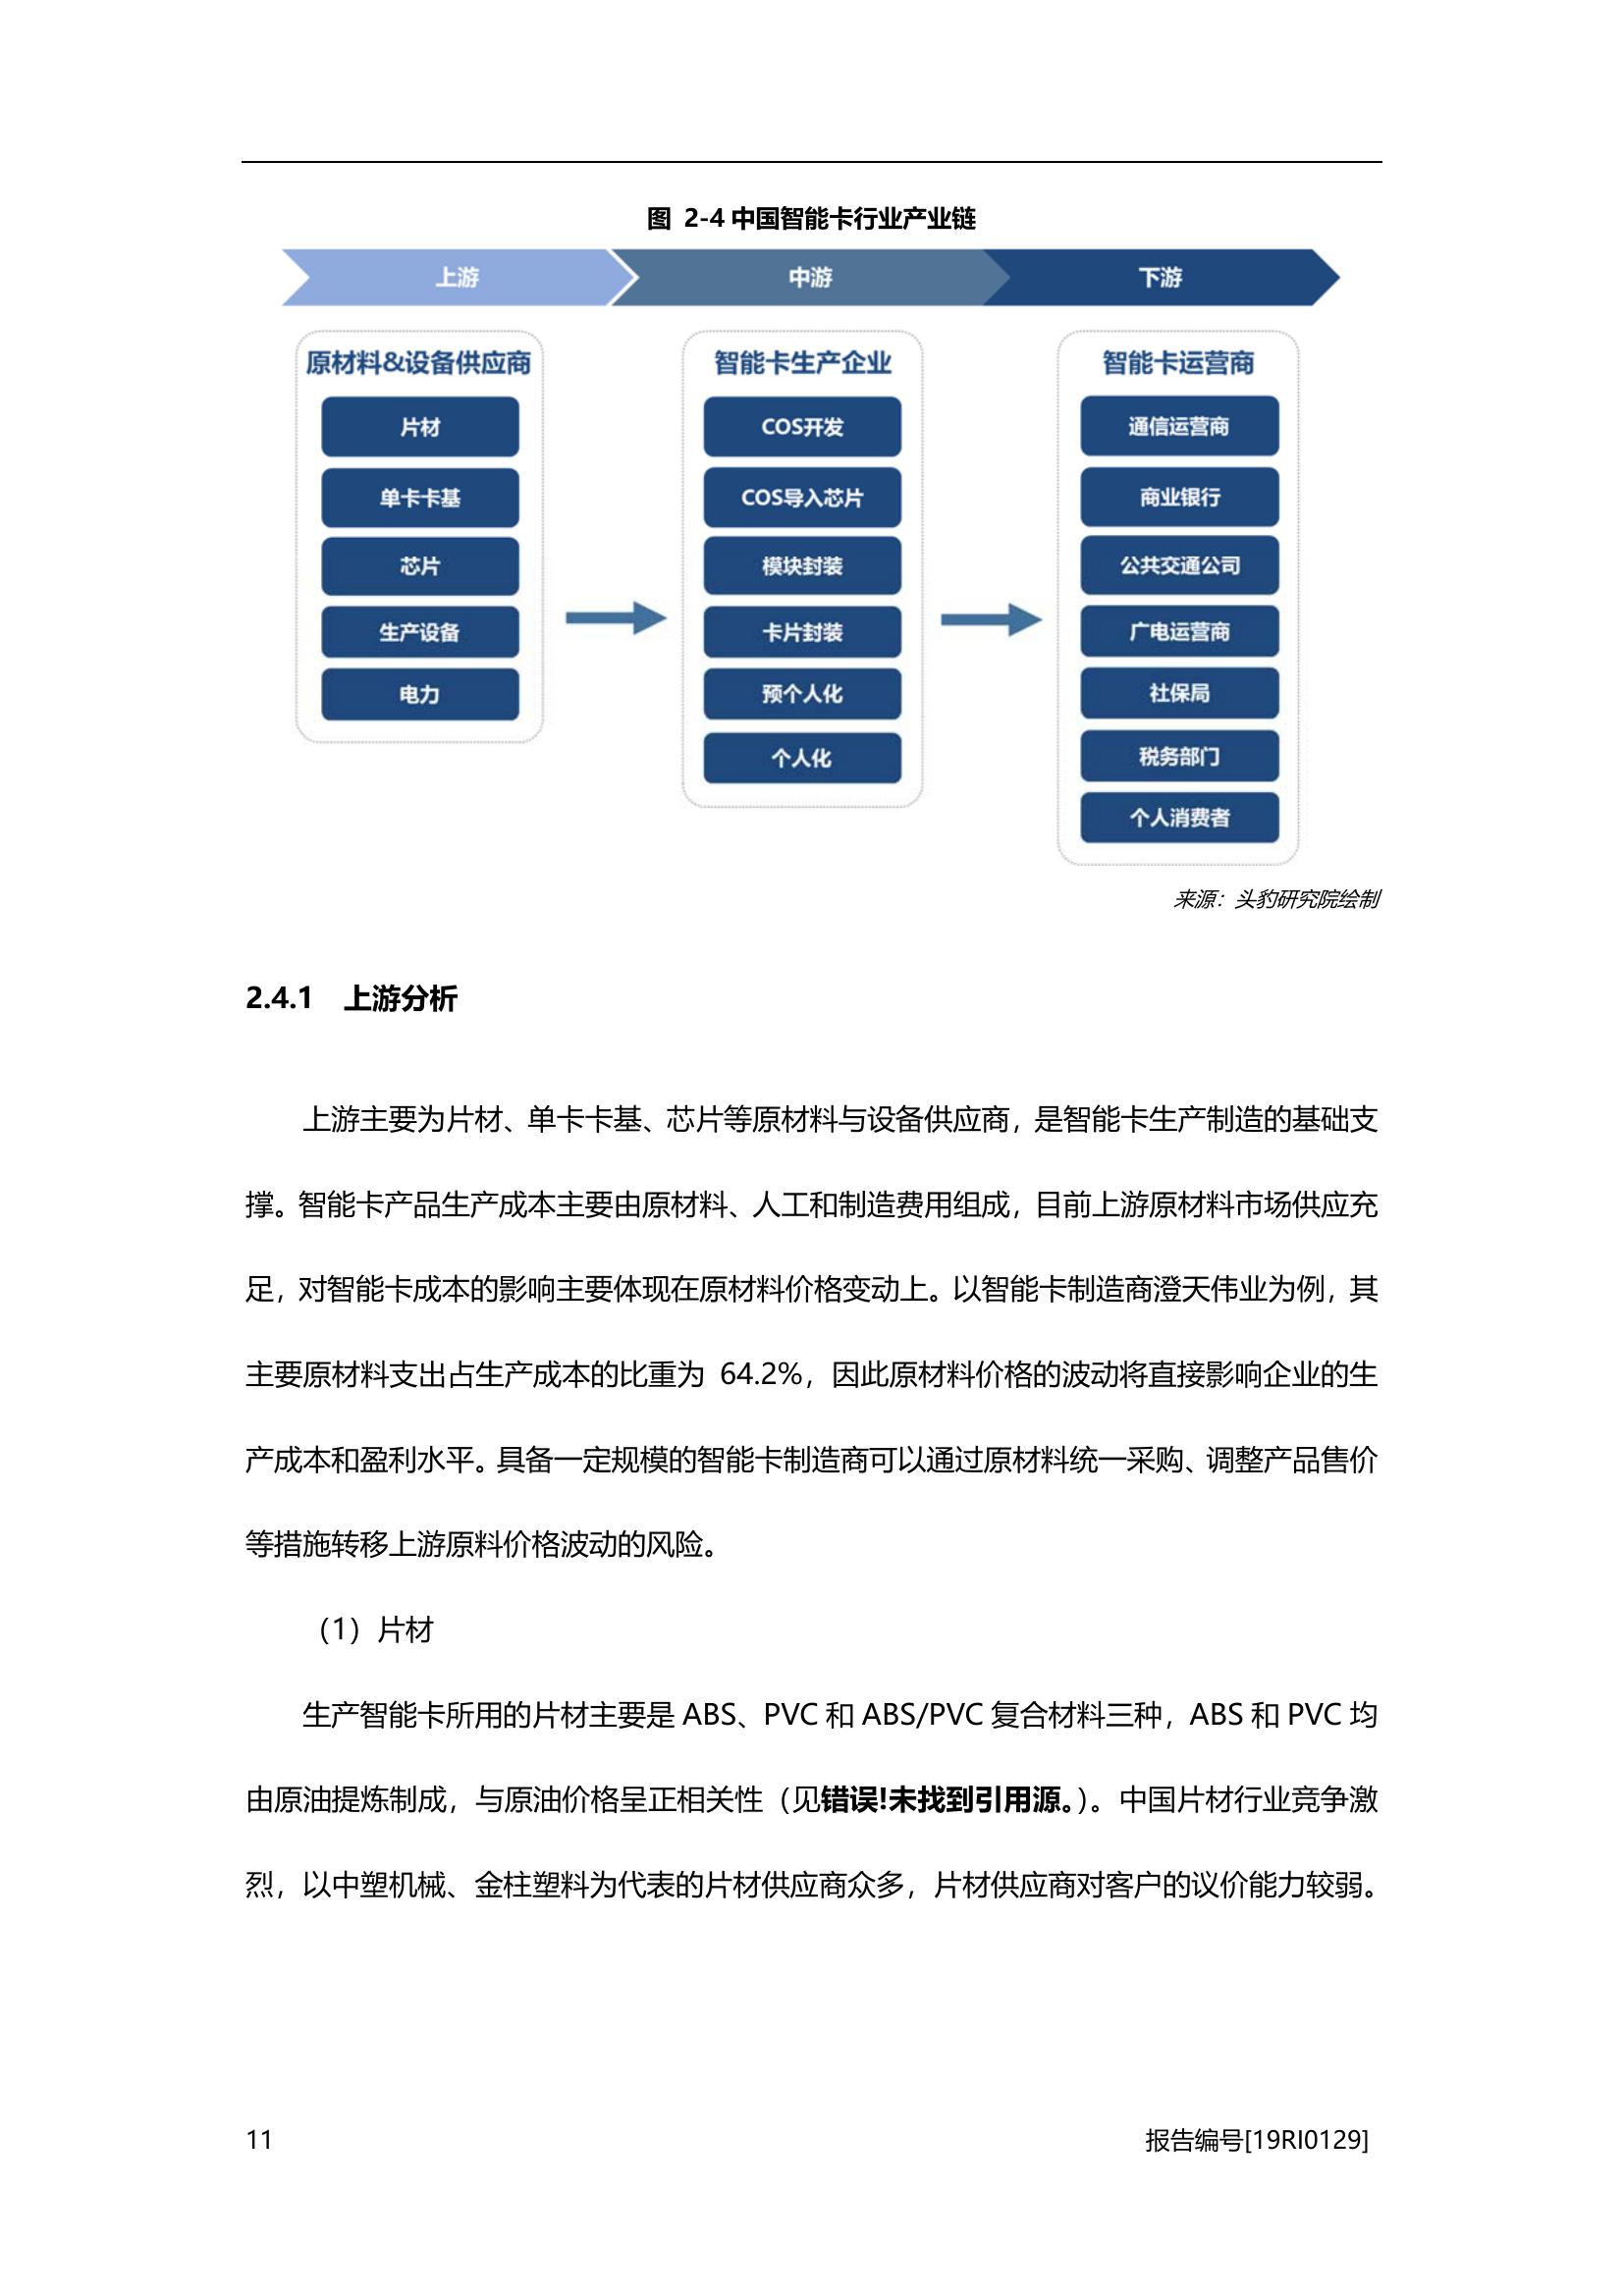 图 2-4 中国智能卡行业产业链
上游
中游
下游
原材料&设备供应商
片材
单卡卡基
芯片
生产设备
电力
智能卡生产企业
COS开发
COS导入芯片
模块封装
卡片封装
预个人化
个人化
智能卡运营商
通信运营商
商业银行
公共交通公司
广电运营商
社保局
税务部门
个人消费者
来源：头豹研究院绘制
2.4.1 上游分析
上游主要为片材、单卡卡基、芯片等原材料与设备供应商，是智能卡生产制造的基础支
撑。智能卡产品生产成本主要由原材料、人工和制造费用组成，目前上游原材料市场供应充
足，对智能卡成本的影响主要体现在原材料价格变动上。以智能卡制造商澄天伟业为例，其
主要原材料支出占生产成本的比重为 64.2%，因此原材料价格的波动将直接影响企业的生
产成本和盈利水平。具备一定规模的智能卡制造商可以通过原材料统一采购、调整产品售价
等措施转移上游原料价格波动的风险。
（1）片材
生产智能卡所用的片材主要是 ABS、PVC 和 ABS/PVC 复合材料三种，ABS 和 PVC 均
由原油提炼制成，与原油价格呈正相关性（见错误!未找到引用源。）。中国片材行业竞争激
烈，以中塑机械、金柱塑料为代表的片材供应商众多，片材供应商对客户的议价能力较弱。
11
报告编号[19RI0129]